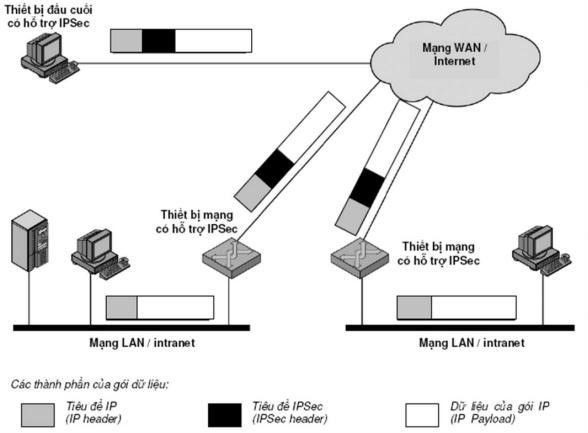 Thiết bị đầu cuối
có hỗ trợ IPSec
Mạng WAN /
Internet
Thiết bị mạng
có hỗ trợ IPSec
Thiết bị mạng
có hỗ trợ IPSec
Mạng LAN / intranet
Mạng LAN / intranet
Các thành phần của gói dữ liệu:
Tiêu đề IP
(IP header)
Tiêu đề IPSec
(IPSec header)
Dữ liệu của gói IP
(IP Payload)